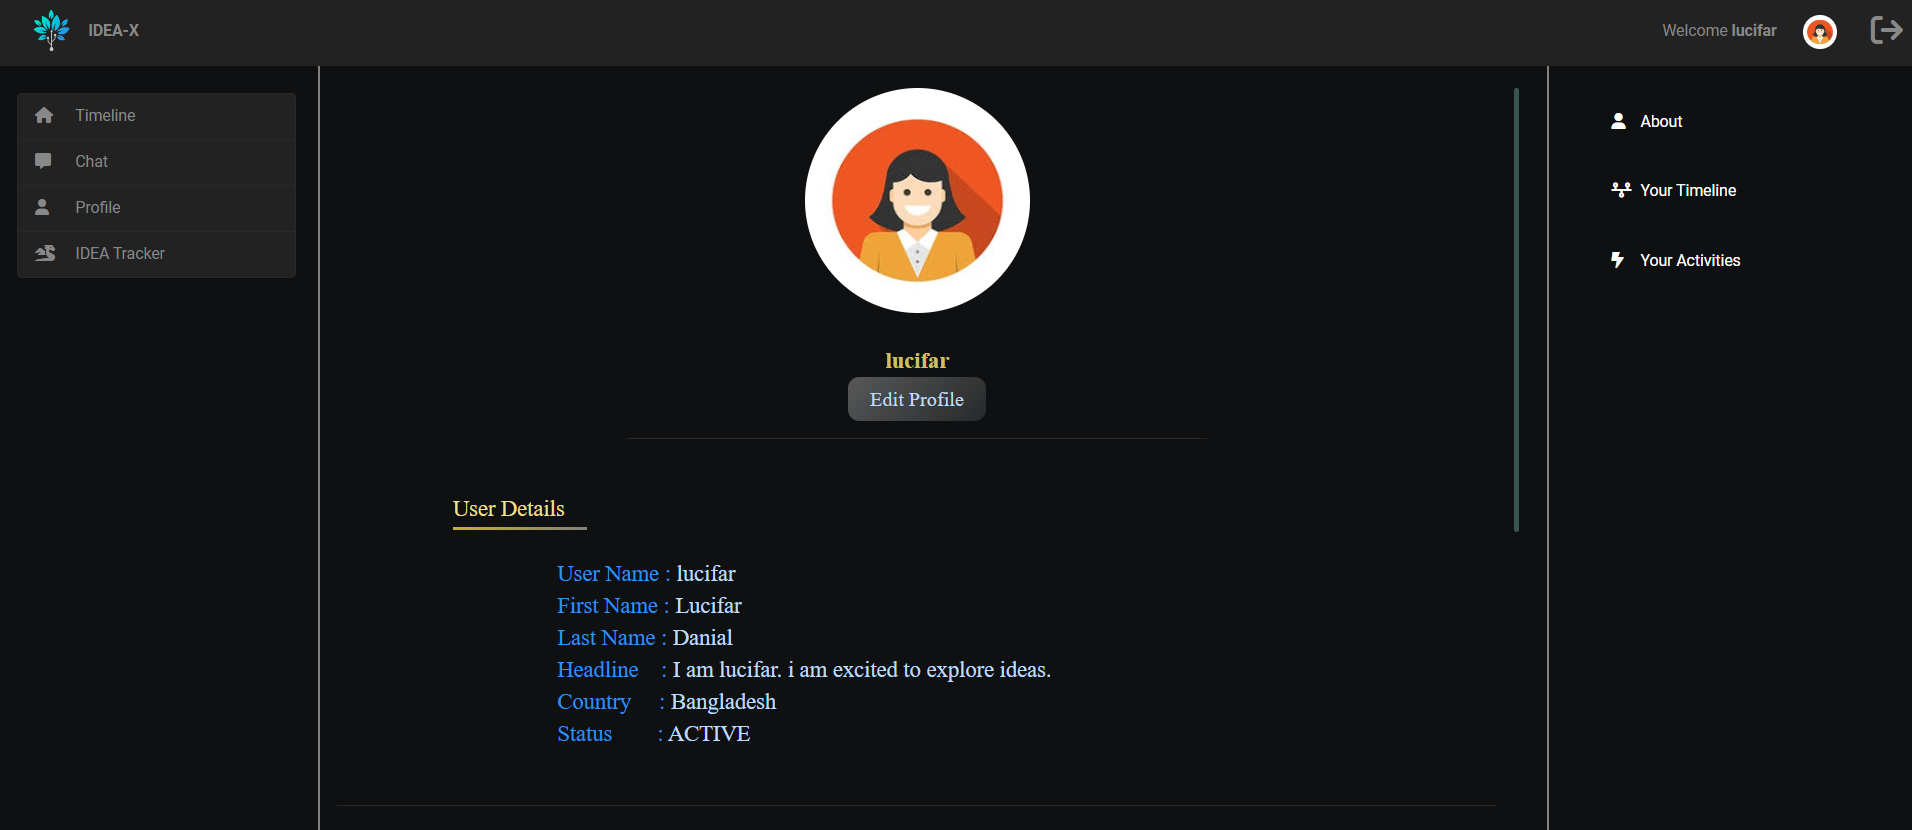 IDEA-X
Welcome lucifar
Timeline
Chat
Profile
IDEA Tracker
lucifar
Edit Profile
User Details
User Name : lucifar
First Name : Lucifar
Last Name : Danial
Headline : I am lucifar. i am excited to explore ideas.
Country : Bangladesh
Status : ACTIVE
About
Your Timeline
Your Activities